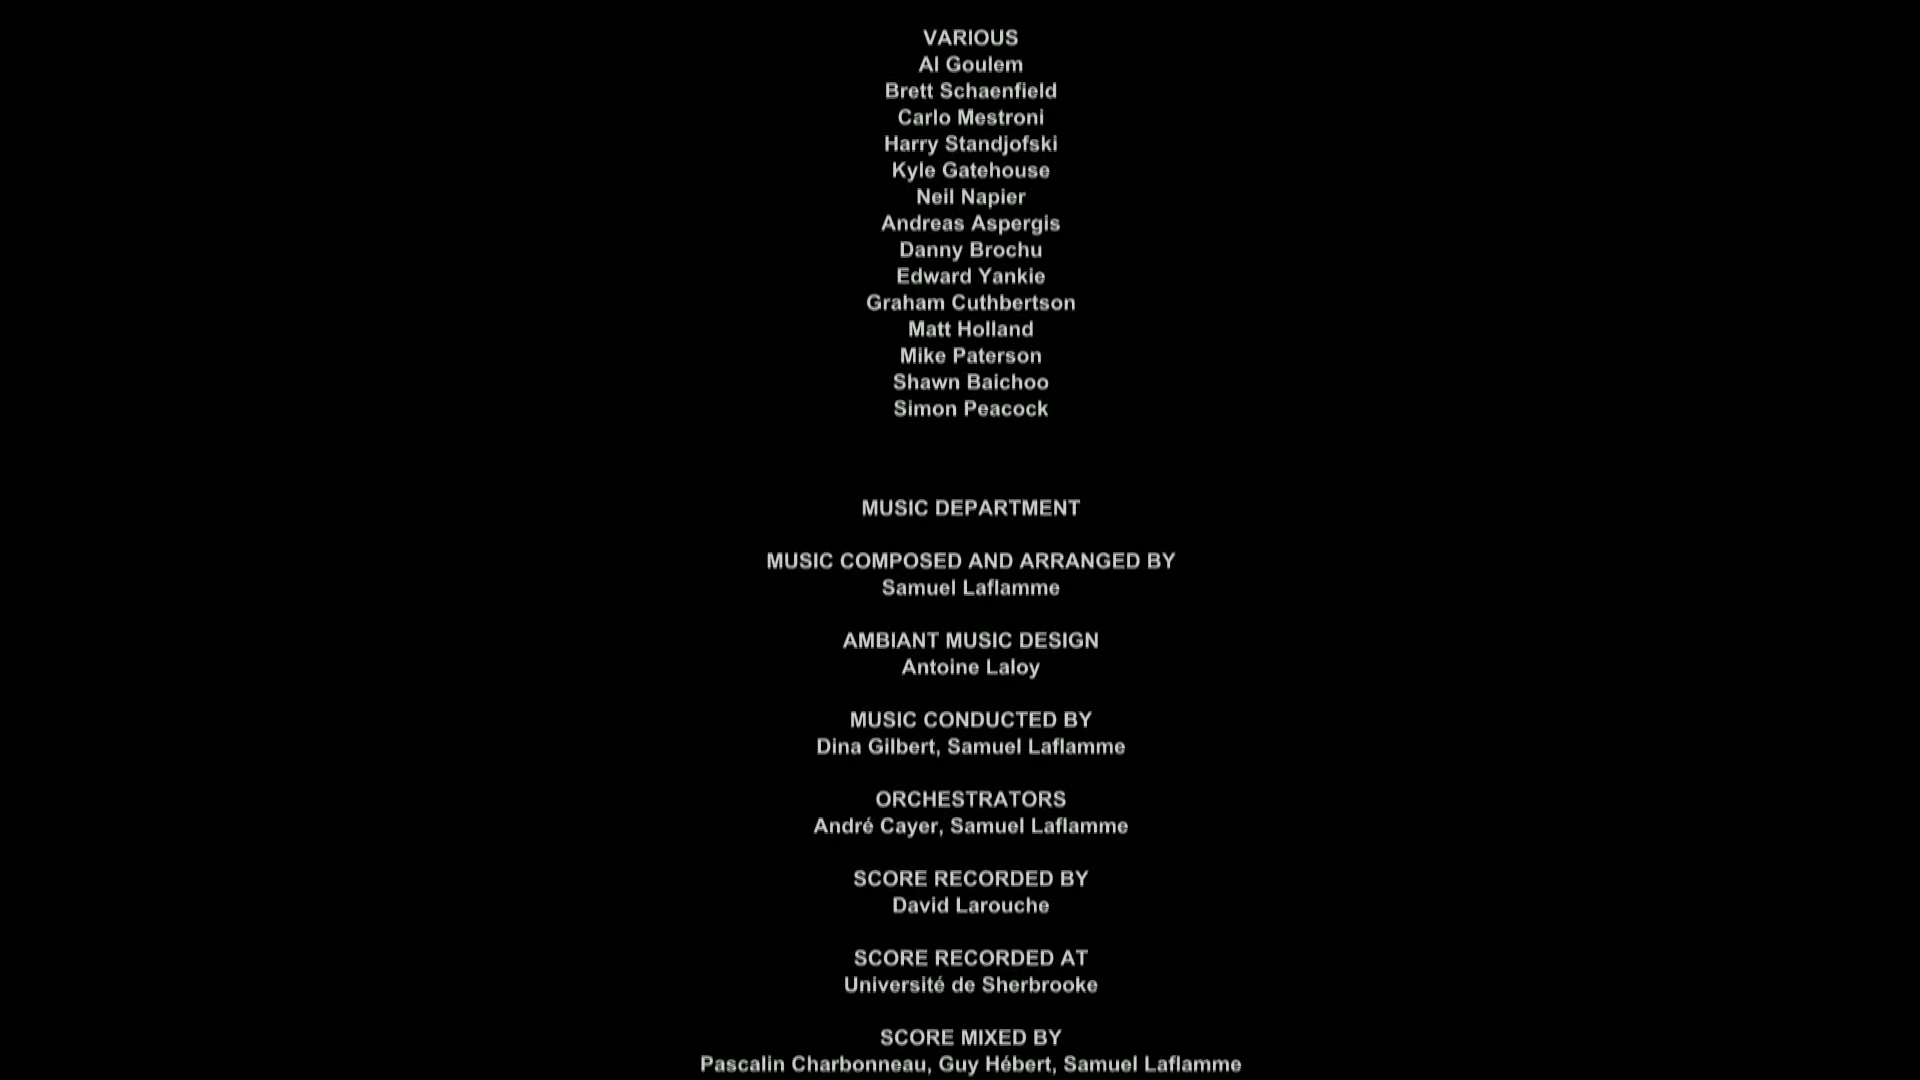 VARIOUS
Al Goulem
Brett Schaenfield
Carlo Mestroni
Harry Standjofski
Kyle Gatehouse
Neil Napier
Andreas Aspergis
Danny Brochu
Edward Yankie
Graham Cuthbertson
Matt Holland
Mike Paterson
Shawn Baichoo
Simon Peacock
MUSIC DEPARTMENT
MUSIC COMPOSED AND ARRANGED BY
Samuel Laflamme
AMBIANT MUSIC DESIGN
Antoine Laloy
MUSIC CONDUCTED BY
Dina Gilbert, Samuel Laflamme
ORCHESTRATORS
André Cayer, Samuel Laflamme
SCORE RECORDED BY
David Larouche
SCORE RECORDED AT
Université de Sherbrooke
SCORE MIXED BY
Pascalin Charbonneau, Guy Hébert, Samuel Laflamme